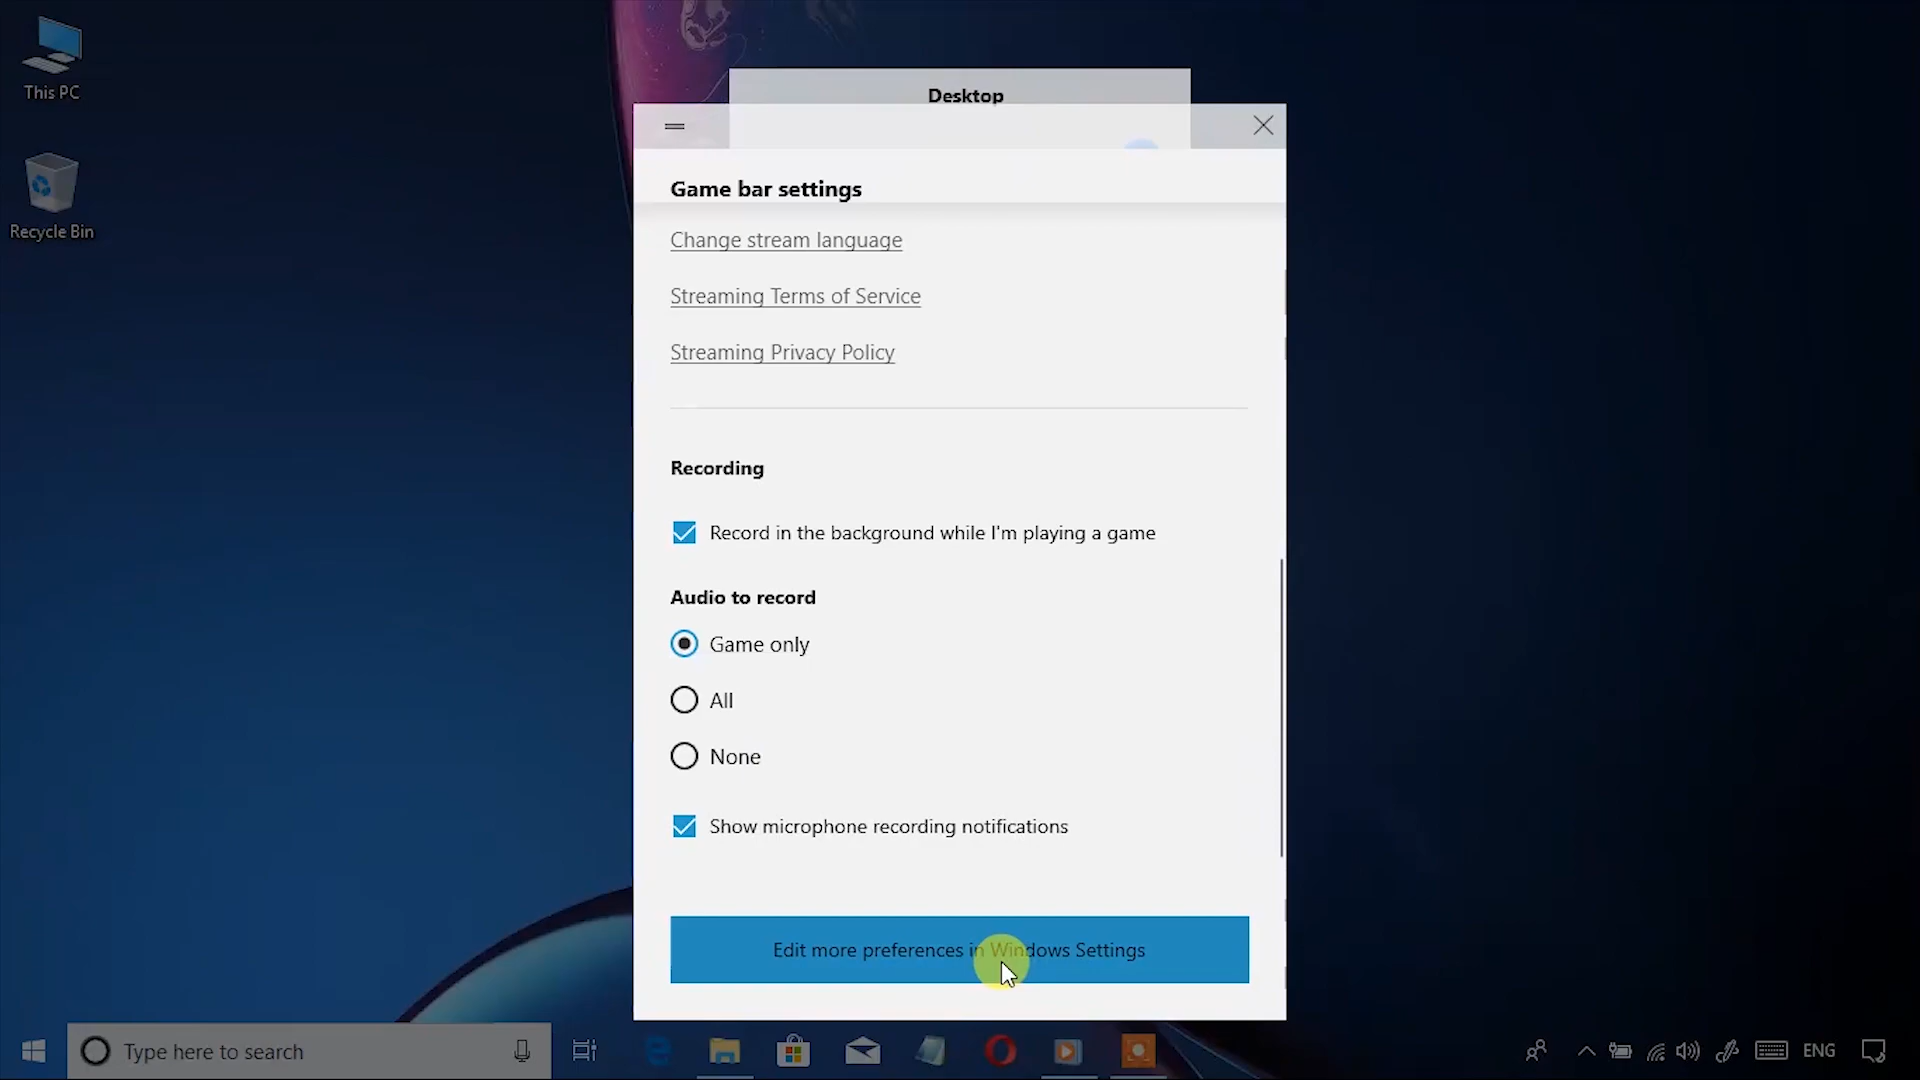 This PC
Recycle Bin
Desktop
Game bar settings
Change stream language
Streaming Terms of Service
Streaming Privacy Policy
Recording
Record in the background while I'm playing a game
Audio to record
Game only
All
None
Show microphone recording notifications
Edit more preferences in Windows Settings
Type here to search
ENG